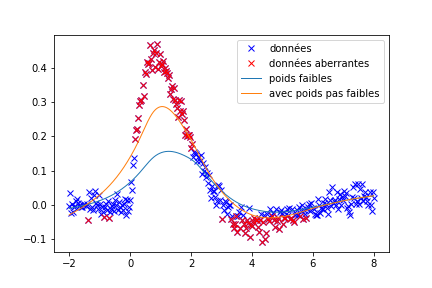 données
données aberrantes
poids faibles
avec poids pas faibles
0.4
0.3
0.2
0.1
0.0
−0.1
−2 0 2 4 6 8